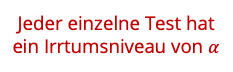 Jeder einzelne Test hat
ein Irrtumsniveau von α